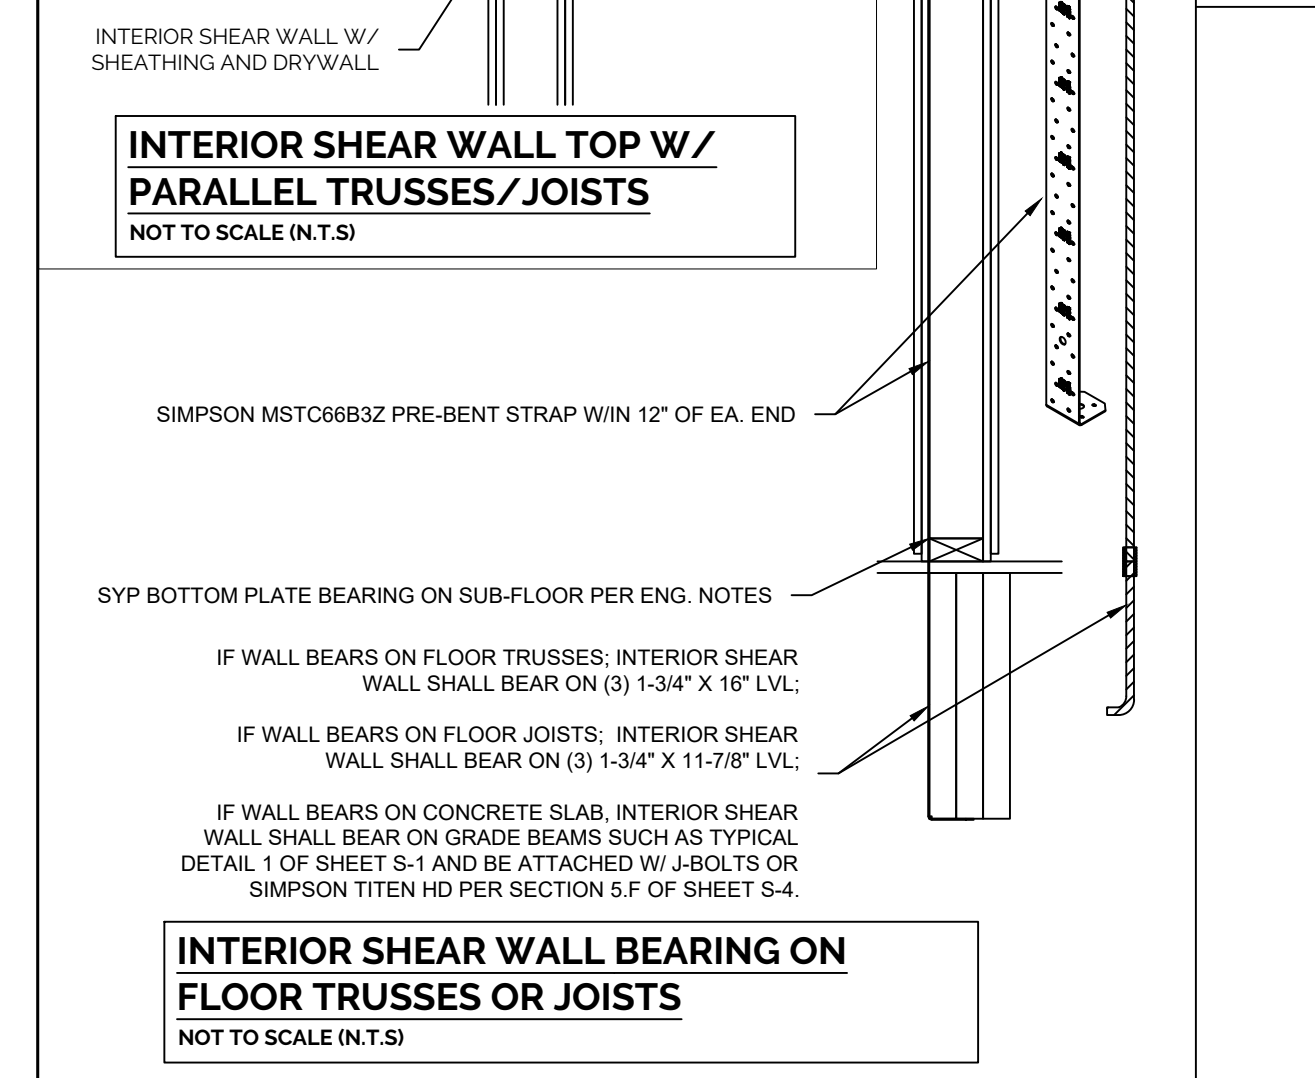 INTERIOR SHEAR WALL W/
SHEATHING AND DRYWALL
INTERIOR SHEAR WALL TOP W/
PARALLEL TRUSSES/JOISTS
NOT TO SCALE (N.T.S)
SIMPSON MSTC66B3Z PRE-BENT STRAP W/IN 12" OF EA. END
SYP BOTTOM PLATE BEARING ON SUB-FLOOR PER ENG. NOTES
IF WALL BEARS ON FLOOR TRUSSES; INTERIOR SHEAR
WALL SHALL BEAR ON (3) 1-3/4" X 16" LVL;
IF WALL BEARS ON FLOOR JOISTS; INTERIOR SHEAR
WALL SHALL BEAR ON (3) 1-3/4" X 11-7/8" LVL;
IF WALL BEARS ON CONCRETE SLAB, INTERIOR SHEAR
WALL SHALL BEAR ON GRADE BEAMS SUCH AS TYPICAL
DETAIL 1 OF SHEET S-1 AND BE ATTACHED W/ J-BOLTS OR
SIMPSON TITEN HD PER SECTION 5.F OF SHEET S-4.
INTERIOR SHEAR WALL BEARING ON
FLOOR TRUSSES OR JOISTS
NOT TO SCALE (N.T.S)